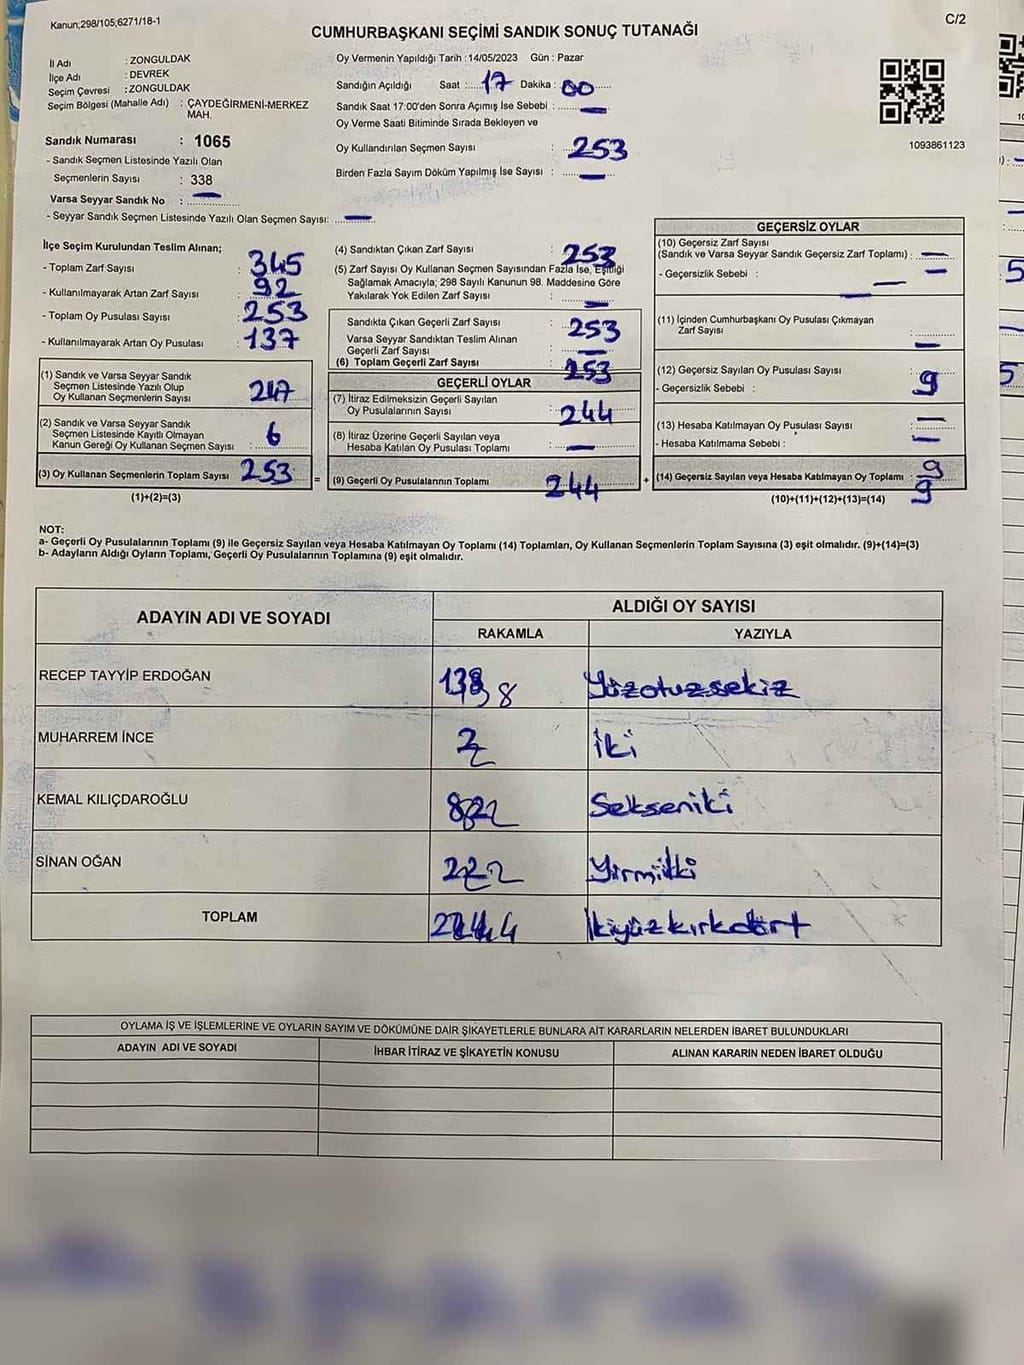 Kanun;298/105;6271/18-1
C/2
CUMHURBAŞKANI SEÇİMİ SANDIK SONUÇ TUTANAĞI
İl Adı : ZONGULDAK
İlçe Adı : DEVREK
Seçim Çevresi : ZONGULDAK
Seçim Bölgesi (Mahalle Adı) : ÇAYDEĞİRMENİ-MERKEZ
MAH.
Sandık Numarası : 1065
- Sandık Seçmen Listesinde Yazılı Olan
Seçmenlerin Sayısı : 338
Varsa Seyyar Sandık No : —
- Seyyar Sandık Seçmen Listesinde Yazılı Olan Seçmen Sayısı: —
Oy Vermenin Yapıldığı Tarih :14/05/2023 Gün : Pazar
Sandığın Açıldığı Saat : 17 Dakika : 00
Sandık Saat 17:00'den Sonra Açımış İse Sebebi : —
Oy Verme Saati Bitiminde Sırada Bekleyen ve
Oy Kullandırılan Seçmen Sayısı : 253
Birden Fazla Sayım Döküm Yapılmış İse Sayısı : —
1093861123
İlçe Seçim Kurulundan Teslim Alınan;
- Toplam Zarf Sayısı : 345
- Kullanılmayarak Artan Zarf Sayısı : 92
- Toplam Oy Pusulası Sayısı : 253
- Kullanılmayarak Artan Oy Pusulası : 137
(1) Sandık ve Varsa Seyyar Sandık
Seçmen Listesinde Yazılı Olup
Oy Kullanan Seçmenlerin Sayısı 247
(2) Sandık ve Varsa Seyyar Sandık
Seçmen Listesinde Kayıtlı Olmayan
Kanun Gereği Oy Kullanan Seçmen Sayısı : 6
(3) Oy Kullanan Seçmenlerin Toplam Sayısı : 253 =
(1)+(2)=(3)
(4) Sandıktan Çıkan Zarf Sayısı : 253
(5) Zarf Sayısı Oy Kullanan Seçmen Sayısından Fazla İse, Eşitliği
Sağlamak Amacıyla; 298 Sayılı Kanunun 98. Maddesine Göre
Yakılarak Yok Edilen Zarf Sayısı : —
Sandıkta Çıkan Geçerli Zarf Sayısı : 253
Varsa Seyyar Sandıktan Teslim Alınan
Geçerli Zarf Sayısı : —
(6) Toplam Geçerli Zarf Sayısı : 253
GEÇERLİ OYLAR
(7) İtiraz Edilmeksizin Geçerli Sayılan
Oy Pusulalarının Sayısı : 244
(8) İtiraz Üzerine Geçerli Sayılan veya
Hesaba Katılan Oy Pusulası Toplamı : —
(9) Geçerli Oy Pusulalarının Toplamı : 244 +
GEÇERSİZ OYLAR
(10) Geçersiz Zarf Sayısı
(Sandık ve Varsa Seyyar Sandık Geçersiz Zarf Toplamı) : —
- Geçersizlik Sebebi : —
— —
(11) İçinden Cumhurbaşkanı Oy Pusulası Çıkmayan
Zarf Sayısı : —
(12) Geçersiz Sayılan Oy Pusulası Sayısı : 9
- Geçersizlik Sebebi :
(13) Hesaba Katılmayan Oy Pusulası Sayısı : —
- Hesaba Katılmama Sebebi : —
(14) Geçersiz Sayılan veya Hesaba Katılmayan Oy Toplamı : 9
9
(10)+(11)+(12)+(13)=(14)
NOT:
a- Geçerli Oy Pusulalarının Toplamı (9) ile Geçersiz Sayılan veya Hesaba Katılmayan Oy Toplamı (14) Toplamları, Oy Kullanan Seçmenlerin Toplam Sayısına (3) eşit olmalıdır. (9)+(14)=(3)
b- Adayların Aldığı Oyların Toplamı, Geçerli Oy Pusulalarının Toplamına (9) eşit olmalıdır.
ADAYIN ADI VE SOYADI ALDIĞI OY SAYISI
RAKAMLA YAZIYLA
RECEP TAYYİP ERDOĞAN 138 Yüzotuzsekiz
MUHARREM İNCE 2 İki
KEMAL KILIÇDAROĞLU 82 Sekseniki
SİNAN OĞAN 22 Yirmiiki
TOPLAM 244 İkiyüzkırkdört
OYLAMA İŞ VE İŞLEMLERİNE VE OYLARIN SAYIM VE DÖKÜMÜNE DAİR ŞİKAYETLERLE BUNLARA AİT KARARLARIN NELERDEN İBARET BULUNDUKLARI
ADAYIN ADI VE SOYADI İHBAR İTİRAZ VE ŞİKAYETİN KONUSU ALINAN KARARIN NEDEN İBARET OLDUĞU